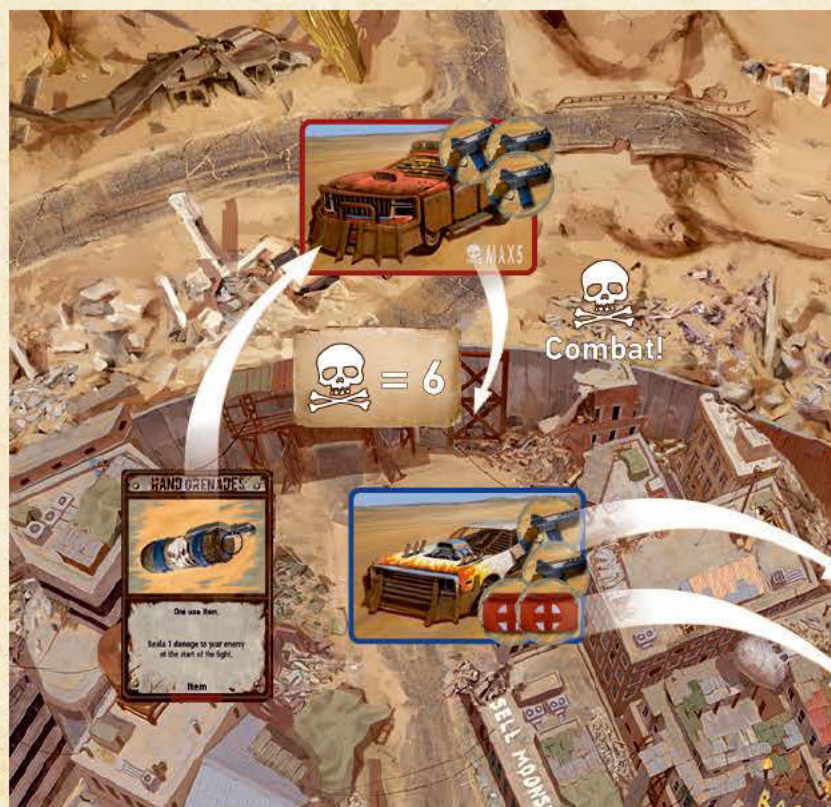 MAX5
Combat!
= 6
HAND GRENADES
One use item.
Deals 1 damage to your enemy
at the start of the fight.
Item
SELL MOONS